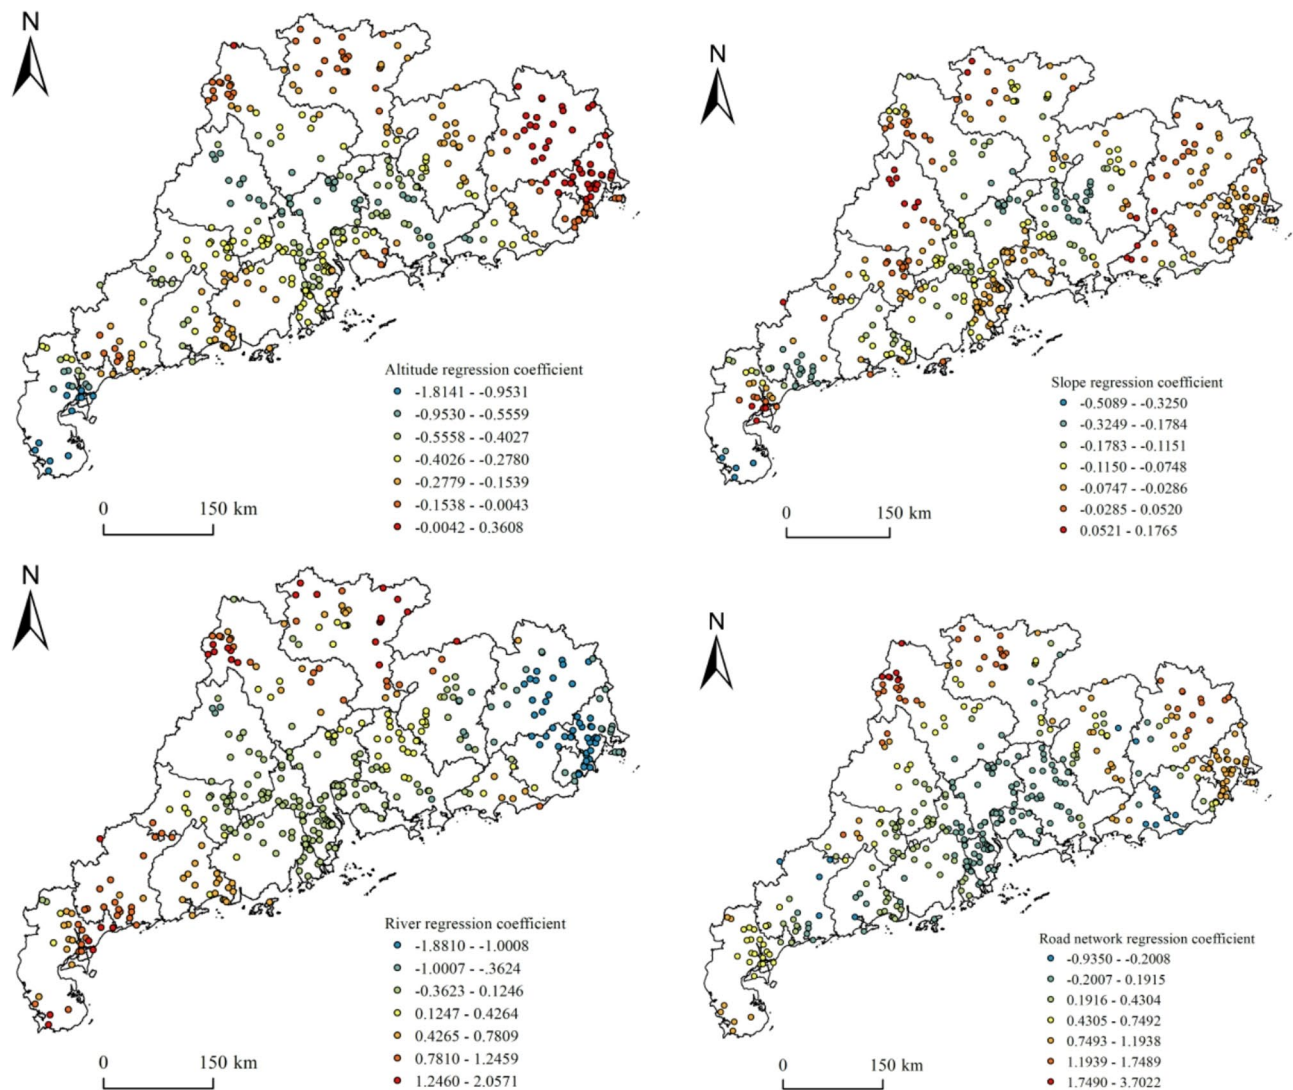 N
N
Altitude regression coefficient
-1.8141 - -0.9531
-0.9530 - -0.5559
-0.5558 - -0.4027
-0.4026 - -0.2780
-0.2779 - -0.1539
-0.1538 - -0.0043
-0.0042 - 0.3608
0 150 km
Slope regression coefficient
-0.5089 - -0.3250
-0.3249 - -0.1784
-0.1783 - -0.1151
-0.1150 - -0.0748
-0.0747 - -0.0286
-0.0285 - 0.0520
0.0521 - 0.1765
0 150 km
N
N
River regression coefficient
-1.8810 - -1.0008
-1.0007 - -.3624
-0.3623 - 0.1246
0.1247 - 0.4264
0.4265 - 0.7809
0.7810 - 1.2459
1.2460 - 2.0571
0 150 km
Road network regression coefficient
-0.9350 - -0.2008
-0.2007 - 0.1915
0.1916 - 0.4304
0.4305 - 0.7492
0.7493 - 1.1938
1.1939 - 1.7489
1.7490 - 3.7022
0 150 km